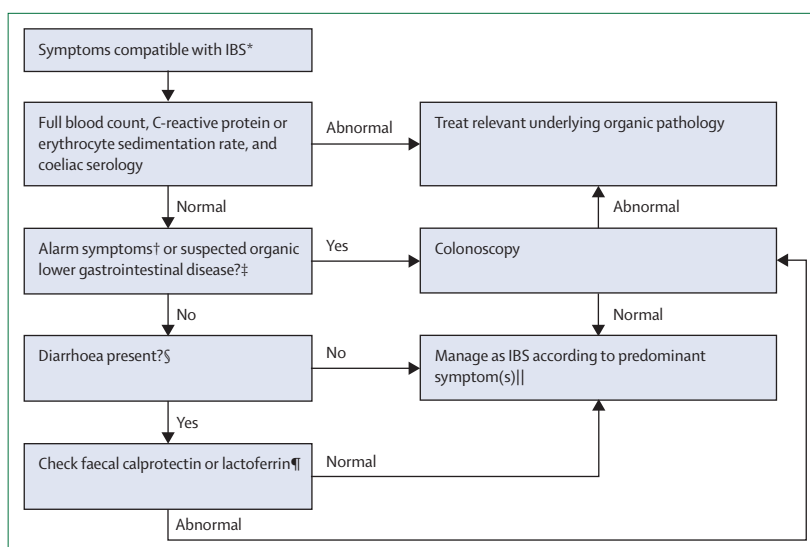 Symptoms compatible with IBS*
Full blood count, C-reactive protein or
erythrocyte sedimentation rate, and
coeliac serology
Abnormal
Treat relevant underlying organic pathology
Normal
Abnormal
Alarm symptoms† or suspected organic
lower gastrointestinal disease?‡
Yes
Colonoscopy
No
Normal
Diarrhoea present?§
No
Manage as IBS according to predominant
symptom(s)||
Yes
Check faecal calprotectin or lactoferrin¶
Normal
Abnormal